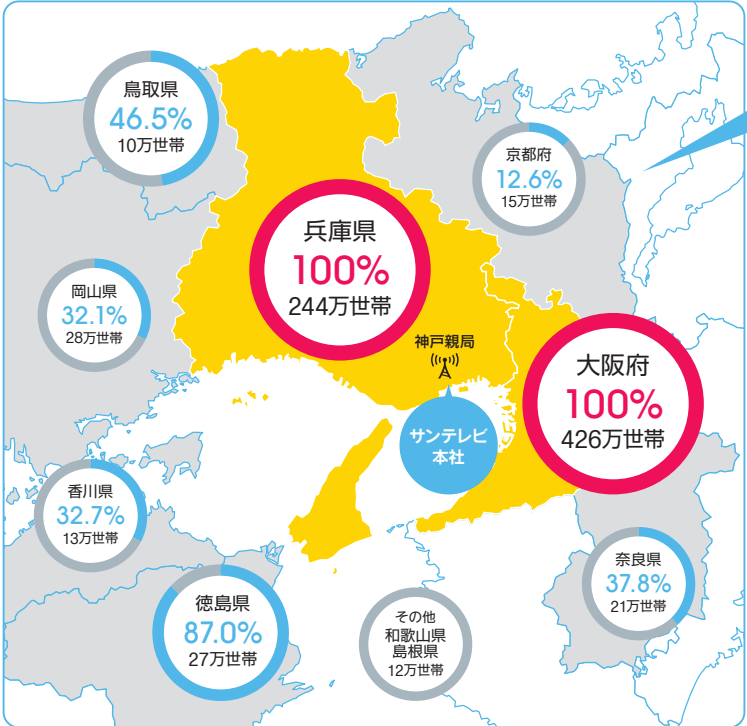 鳥取県
46.5%
10万世帯
京都府
12.6%
15万世帯
兵庫県
100%
244万世帯
岡山県
32.1%
28万世帯
神戸親局
大阪府
100%
426万世帯
サンテレビ
本社
香川県
32.7%
13万世帯
奈良県
37.8%
21万世帯
徳島県
87.0%
27万世帯
その他
和歌山県
島根県
12万世帯